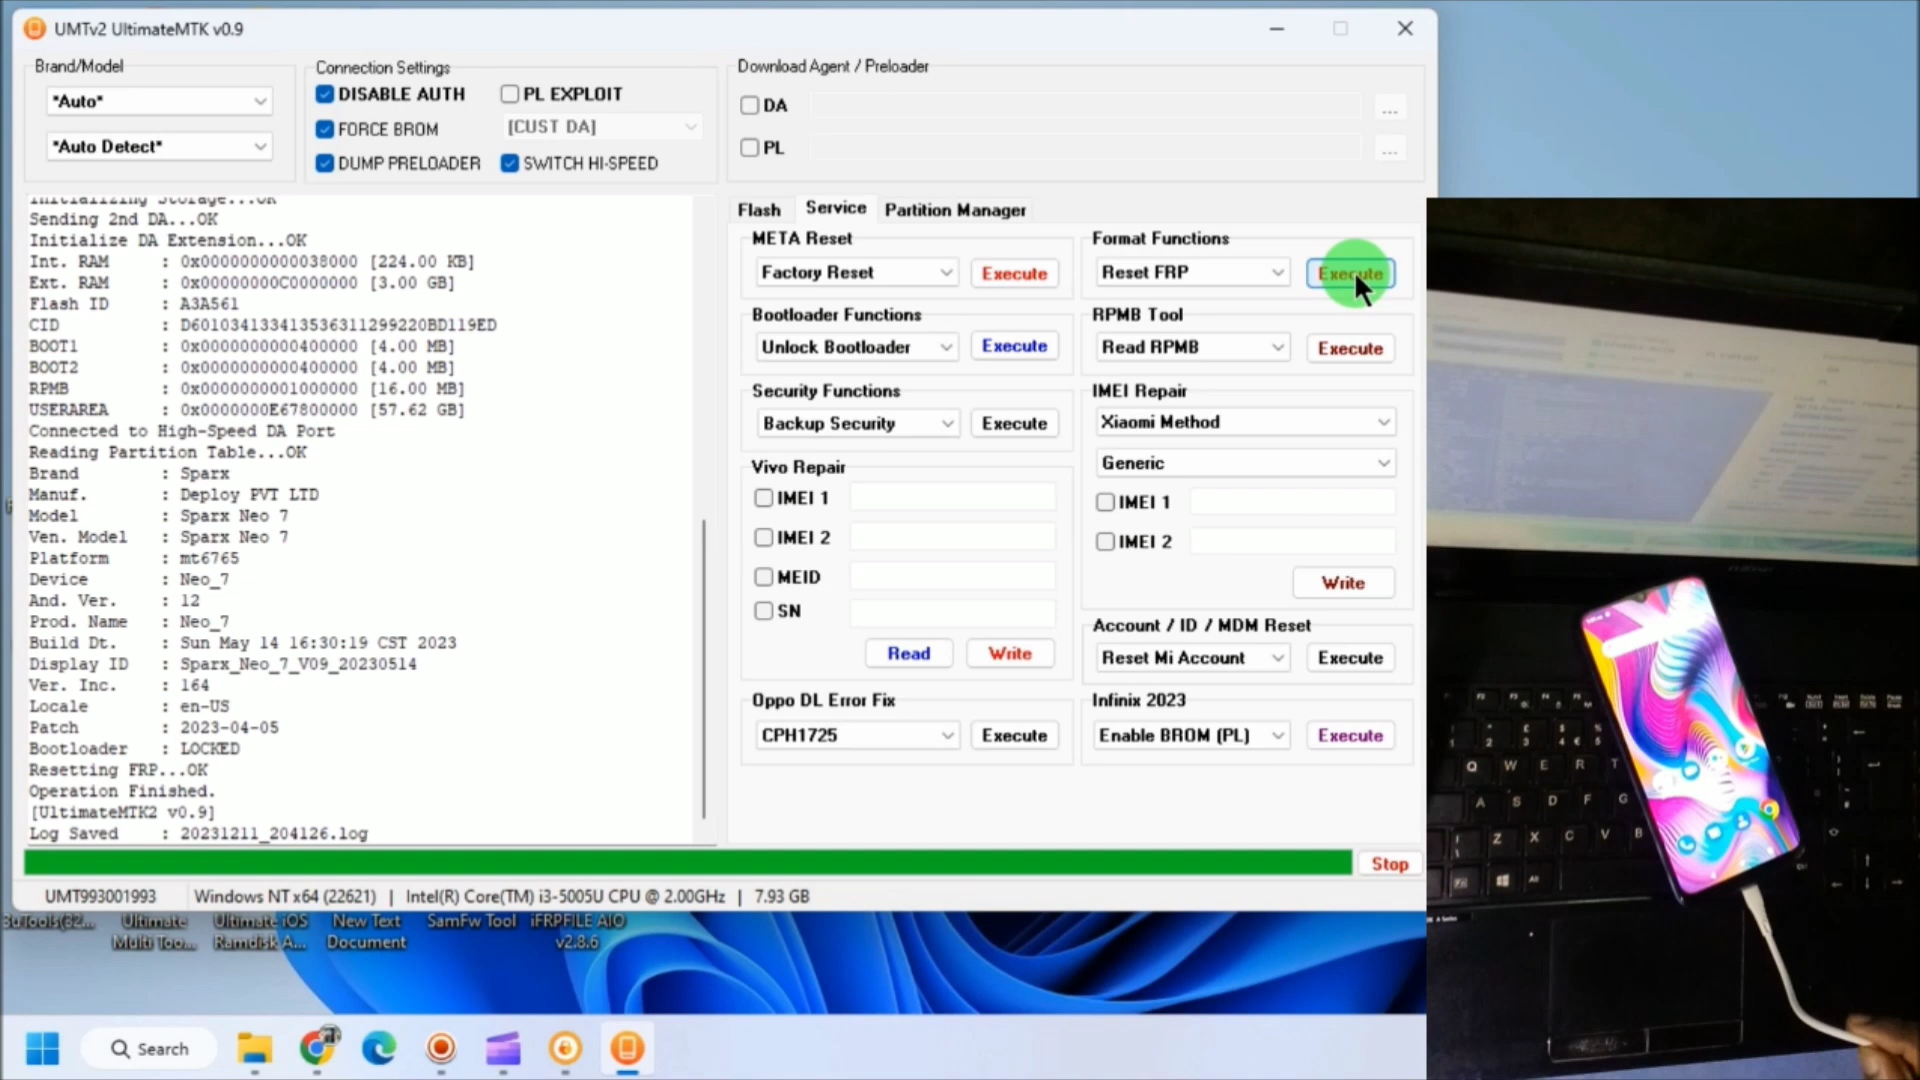 UMTv2 UltimateMTK v0.9
Brand/Model
*Auto*
*Auto Detect*
Connection Settings
DISABLE AUTH
PL EXPLOIT
FORCE BROM
[CUST DA]
DUMP PRELOADER
SWITCH HI-SPEED
Download Agent / Preloader
DA
...
PL
...
Initializing Storage...OK
Sending 2nd DA...OK
Initialize DA Extension...OK
Int. RAM : 0x0000000000038000 [224.00 KB]
Ext. RAM : 0x00000000C0000000 [3.00 GB]
Flash ID : A3A561
CID : D6010341334135363112992​20BD119ED
BOOT1 : 0x0000000000400000 [4.00 MB]
BOOT2 : 0x0000000000400000 [4.00 MB]
RPMB : 0x0000000001000000 [16.00 MB]
USERAREA : 0x0000000E67800000 [57.62 GB]
Connected to High-Speed DA Port
Reading Partition Table...OK
Brand : Sparx
Manuf. : Deploy PVT LTD
Model : Sparx Neo 7
Ven. Model : Sparx Neo 7
Platform : mt6765
Device : Neo_7
And. Ver. : 12
Prod. Name : Neo_7
Build Dt. : Sun May 14 16:30:19 CST 2023
Display ID : Sparx_Neo_7_V09_20230514
Ver. Inc. : 164
Locale : en-US
Patch : 2023-04-05
Bootloader : LOCKED
Resetting FRP...OK
Operation Finished.
[UltimateMTK2 v0.9]
Log Saved : 20231211_204126.log
Flash
Service
Partition Manager
META Reset
Factory Reset
Execute
Format Functions
Reset FRP
Execute
Bootloader Functions
Unlock Bootloader
Execute
RPMB Tool
Read RPMB
Execute
Security Functions
Backup Security
Execute
IMEI Repair
Xiaomi Method
Generic
IMEI 1
IMEI 2
Write
Vivo Repair
IMEI 1
IMEI 2
MEID
SN
Read
Write
Account / ID / MDM Reset
Reset Mi Account
Execute
Oppo DL Error Fix
CPH1725
Execute
Infinix 2023
Enable BROM (PL)
Execute
Stop
UMT993001993
Windows NT x64 (22621) | Intel(R) Core(TM) i3-5005U CPU @ 2.00GHz | 7.93 GB
3uTools(32...
Ultimate
Multi Too...
Ultimate iOS
Ramdisk A...
New Text
Document
SamFw Tool
iFRPFILE AIO
v2.8.6
Search
Q W E R T
A S D F G
Z X C V B